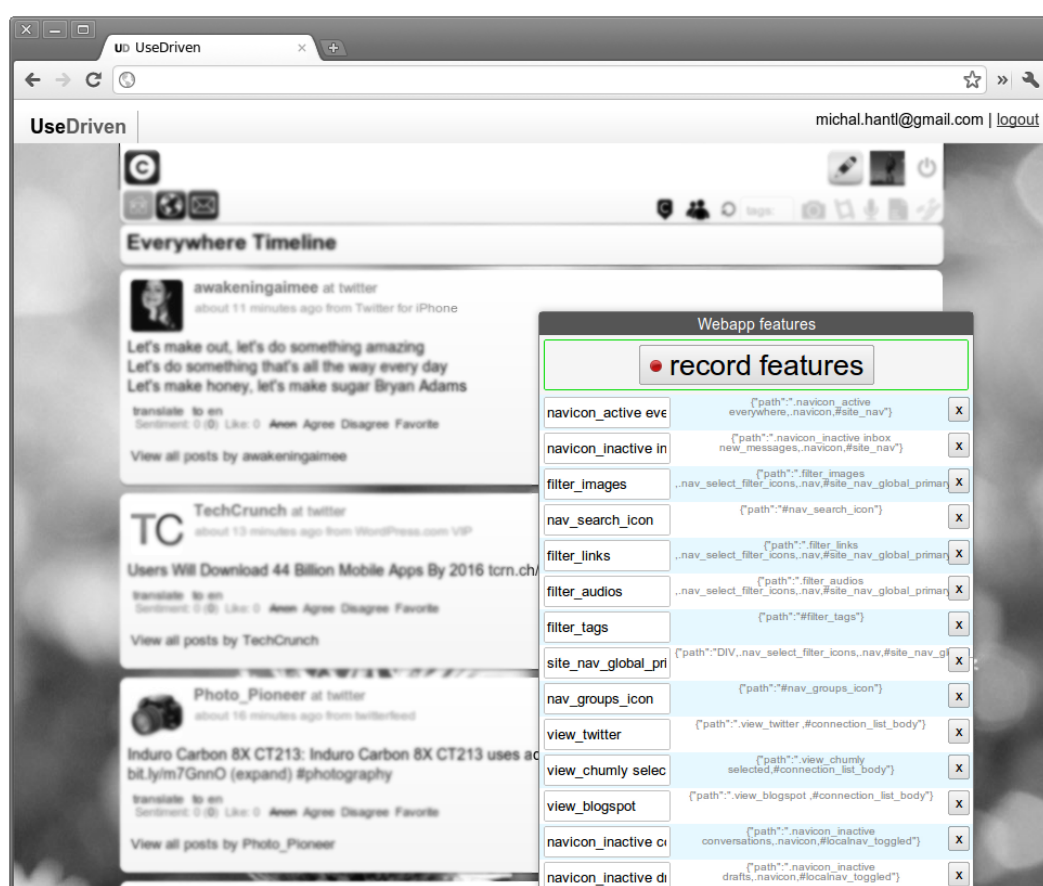 UD UseDriven
UseDriven
michal.hantl@gmail.com | logout
tags:
Everywhere Timeline
awakeningaimee at twitter
about 11 minutes ago from Twitter for iPhone
Let's make out, let's do something amazing
Let's do something that's all the way every day
Let's make honey, let's make sugar Bryan Adams
translate to en
Sentiment: 0 (0) Like: 0 Anon Agree Disagree Favorite
View all posts by awakeningaimee
TC
TechCrunch at twitter
about 13 minutes ago from WordPress.com VIP
Users Will Download 44 Billion Mobile Apps By 2016 tcrn.ch/
translate to en
Sentiment: 0 (0) Like: 0 Anon Agree Disagree Favorite
View all posts by TechCrunch
Photo_Pioneer at twitter
about 16 minutes ago from twitterfeed
Induro Carbon 8X CT213: Induro Carbon 8X CT213 uses ad
bit.ly/m7GnnO (expand) #photography
translate to en
Sentiment: 0 (0) Like: 0 Anon Agree Disagree Favorite
View all posts by Photo_Pioneer
Webapp features
record features
navicon_active eve
{"path":".navicon_active
everywhere,.navicon,#site_nav"}
x
navicon_inactive in
{"path":".navicon_inactive inbox
new_messages,.navicon,#site_nav"}
x
filter_images
{"path":".filter_images
,.nav_select_filter_icons,.nav,#site_nav_global_primary
x
nav_search_icon
{"path":"#nav_search_icon"}
x
filter_links
{"path":".filter_links
,.nav_select_filter_icons,.nav,#site_nav_global_primary
x
filter_audios
{"path":".filter_audios
,.nav_select_filter_icons,.nav,#site_nav_global_primary
x
filter_tags
{"path":"#filter_tags"}
x
site_nav_global_pri
{"path":"DIV,.nav_select_filter_icons,.nav,#site_nav_gl
x
nav_groups_icon
{"path":"#nav_groups_icon"}
x
view_twitter
{"path":".view_twitter ,#connection_list_body"}
x
view_chumly selec
{"path":".view_chumly
selected,#connection_list_body"}
x
view_blogspot
{"path":".view_blogspot ,#connection_list_body"}
x
navicon_inactive co
{"path":".navicon_inactive
conversations,.navicon,#localnav_toggled"}
x
navicon_inactive dr
{"path":".navicon_inactive
drafts,.navicon,#localnav_toggled"}
x